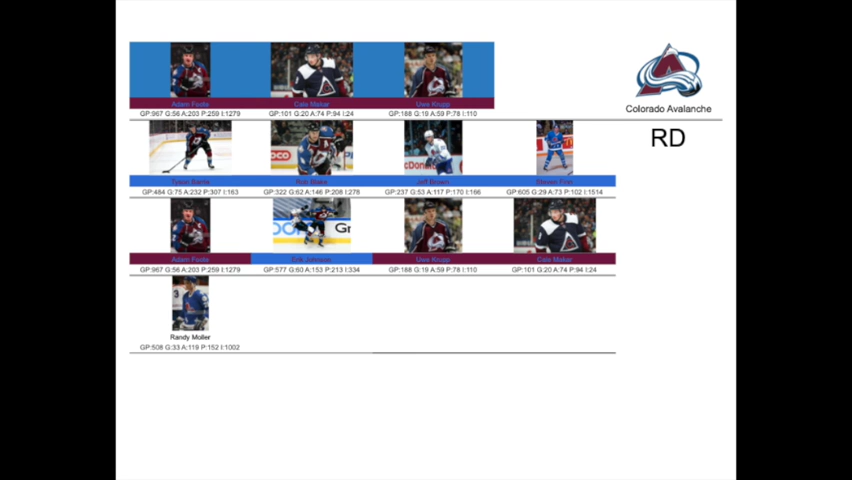 Adam Foote Cale Makar Uwe Krupp
GP:967 G:56 A:203 P:259 I:1279 GP:101 G:20 A:74 P:94 I:24 GP:188 G:19 A:59 P:78 I:110
Colorado Avalanche
RD
Tyson Barrie Rob Blake Jeff Brown Steven Finn
GP:484 G:75 A:232 P:307 I:163 GP:322 G:62 A:146 P:208 I:278 GP:237 G:53 A:117 P:170 I:166 GP:605 G:29 A:73 P:102 I:1514
Adam Foote Erik Johnson Uwe Krupp Cale Makar
GP:967 G:56 A:203 P:259 I:1279 GP:577 G:60 A:153 P:213 I:334 GP:188 G:19 A:59 P:78 I:110 GP:101 G:20 A:74 P:94 I:24
Randy Moller
GP:508 G:33 A:119 P:152 I:1002